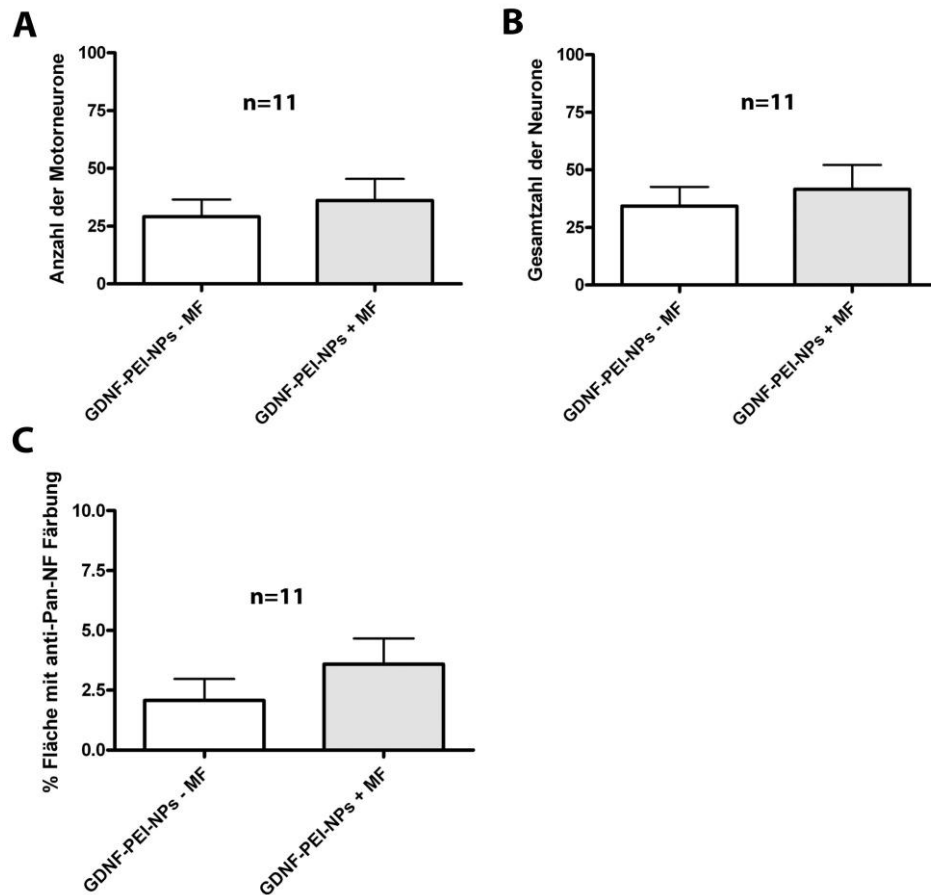 A
Anzahl der Motorneurone
100
75
50
25
0
n=11
GDNF-PEI-NPs - MF
GDNF-PEI-NPs + MF
B
Gesamtzahl der Neurone
100
75
50
25
0
n=11
GDNF-PEI-NPs - MF
GDNF-PEI-NPs + MF
C
% Fläche mit anti-Pan-NF Färbung
10.0
7.5
5.0
2.5
0.0
n=11
GDNF-PEI-NPs - MF
GDNF-PEI-NPs + MF